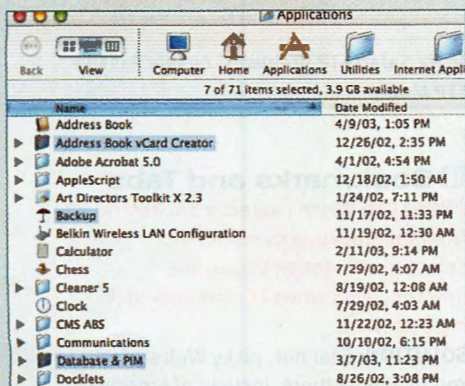 Applications
Back View Computer Home Applications Utilities Internet Appli
7 of 71 items selected, 3.9 GB available
Name Date Modified
Address Book 4/9/03, 1:05 PM
Address Book vCard Creator 12/26/02, 2:35 PM
Adobe Acrobat 5.0 4/1/02, 4:54 PM
AppleScript 12/18/02, 1:50 AM
Art Directors Toolkit X 2.3 1/24/02, 7:11 PM
Backup 11/17/02, 11:33 PM
Belkin Wireless LAN Configuration 11/19/02, 12:30 AM
Calculator 2/11/03, 9:14 PM
Chess 7/29/02, 4:07 AM
Cleaner 5 8/19/02, 12:08 AM
Clock 7/29/02, 4:03 AM
CMS ABS 11/22/02, 12:23 AM
Communications 10/10/02, 6:15 PM
Database & PIM 1/23/03, 11:28 PM
Docklets 8/26/02, 3:08 PM